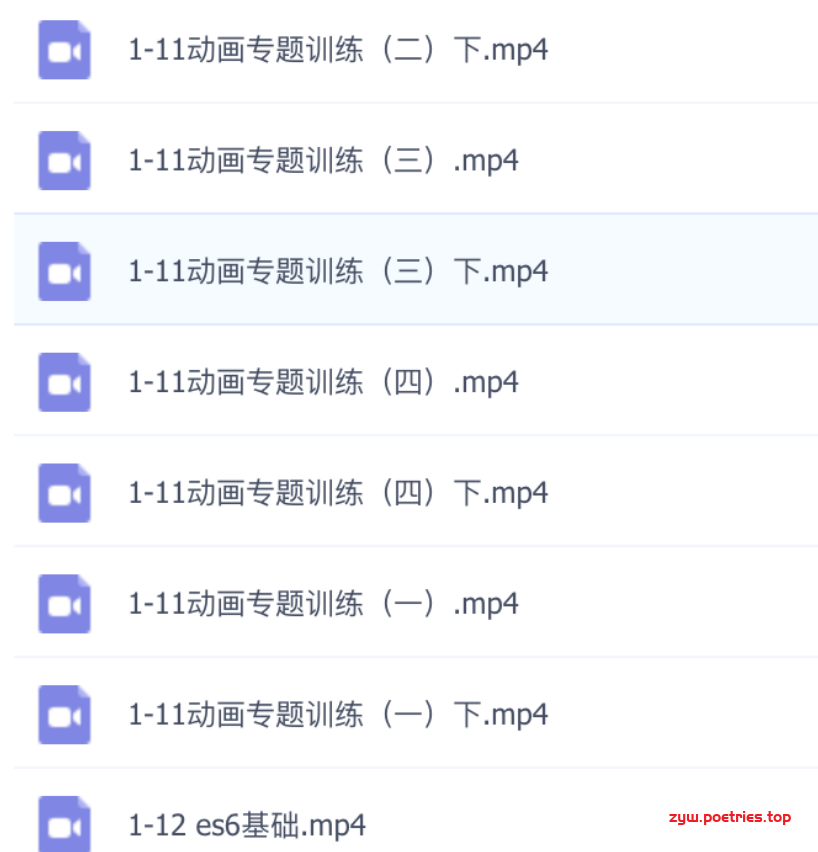 1-11动画专题训练（二）下.mp4
1-11动画专题训练（三）.mp4
1-11动画专题训练（三）下.mp4
1-11动画专题训练（四）.mp4
1-11动画专题训练（四）下.mp4
1-11动画专题训练（一）.mp4
1-11动画专题训练（一）下.mp4
1-12 es6基础.mp4
zyw.poetries.top